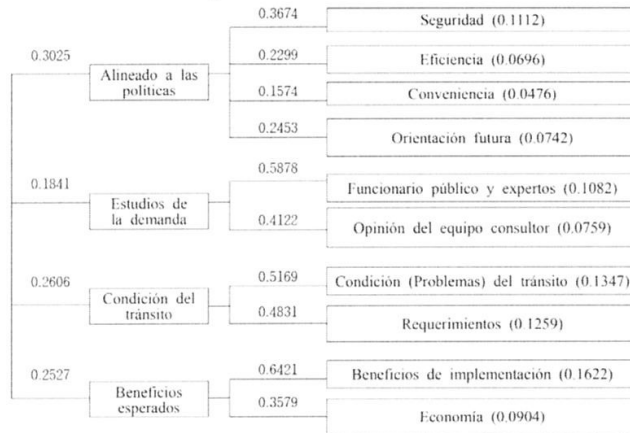 0.3674
Seguridad (0.1112)
0.3025
0.2299
Eficiencia (0.0696)
Alineado a las
políticas
0.1574
Conveniencia (0.0476)
0.2453
Orientación futura (0.0742)
0.5878
Funcionario público y expertos (0.1082)
0.1841
Estudios de
la demanda
0.4122
Opinión del equipo consultor (0.0759)
0.5169
Condición (Problemas) del tránsito (0.1347)
0.2606
Condición del
tránsito
0.4831
Requerimientos (0.1259)
0.6421
Beneficios de implementación (0.1622)
0.2527
Beneficios
esperados
0.3579
Economía (0.0904)